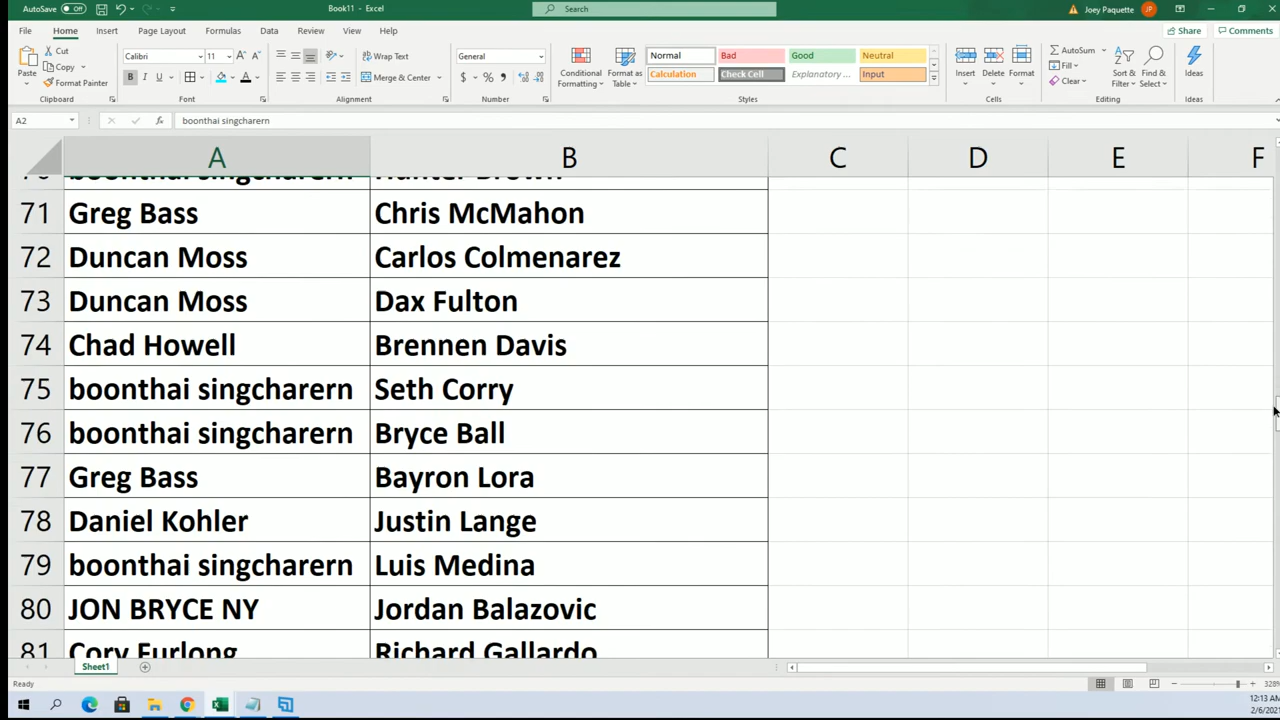 AutoSave Off Book11 - Excel Search Joey Paquette JP
File Home Insert Page Layout Formulas Data Review View Help Share Comments
Paste Cut Copy Format Painter Clipboard
Calibri 11 B I U Font
Wrap Text Merge & Center Alignment
General $ % Number
Conditional Formatting Format as Table
Normal Bad Good Neutral
Calculation Check Cell Explanatory ... Input
Styles
Insert Delete Format Cells
AutoSum Fill Clear Sort & Filter Find & Select Editing
Ideas Ideas
A2 fx boonthai singcharern
A B C D E F
boonthai singcharern Hunter Brown
71 Greg Bass Chris McMahon
72 Duncan Moss Carlos Colmenarez
73 Duncan Moss Dax Fulton
74 Chad Howell Brennen Davis
75 boonthai singcharern Seth Corry
76 boonthai singcharern Bryce Ball
77 Greg Bass Bayron Lora
78 Daniel Kohler Justin Lange
79 boonthai singcharern Luis Medina
80 JON BRYCE NY Jordan Balazovic
81 Cory Furlong Richard Gallardo
Sheet1
Ready 328%
12:13 AM